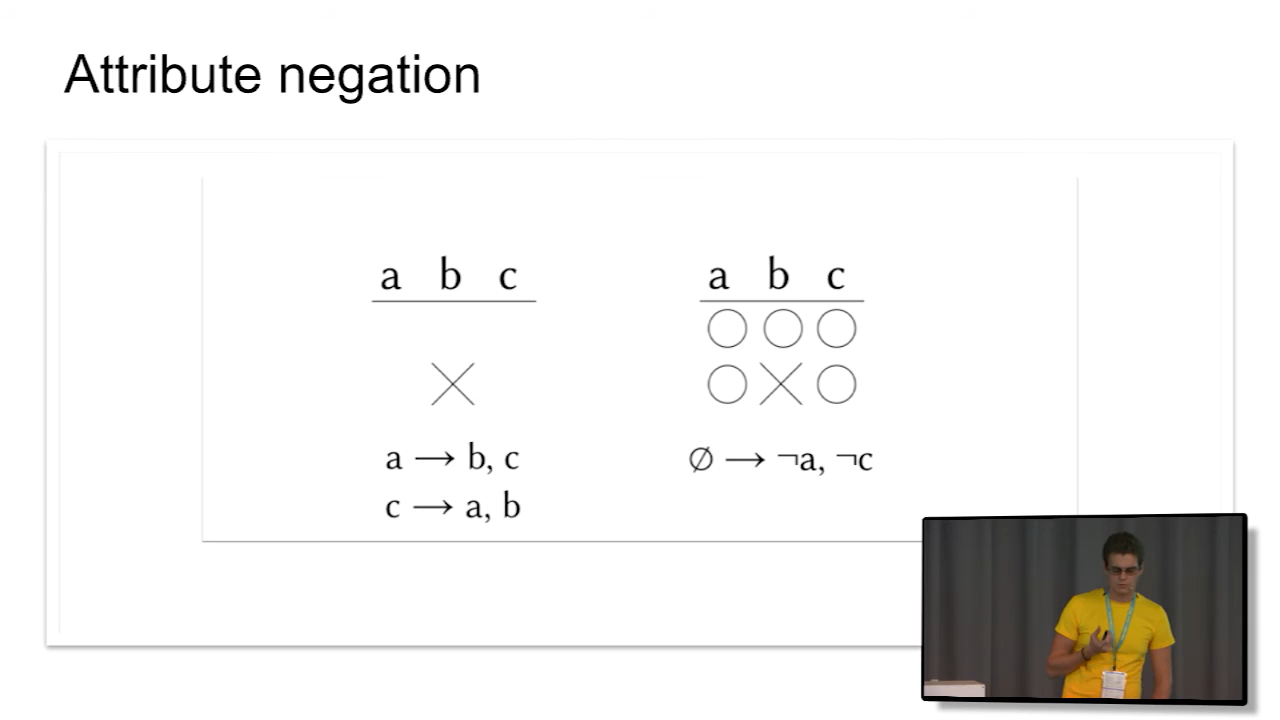 Attribute negation
a b c
a → b, c
c → a, b
a b c
∅ → ¬a, ¬c